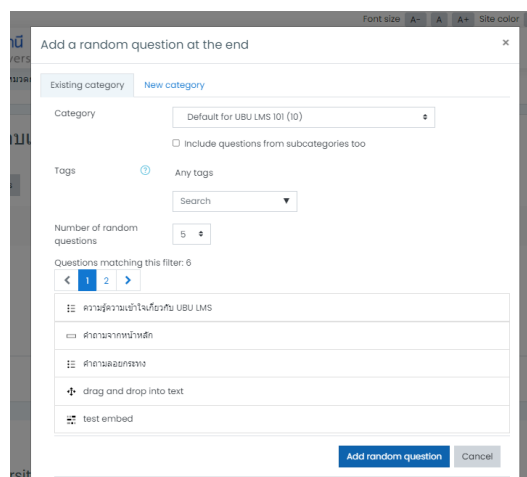 Font size A- A A+ Site color
Add a random question at the end ×
Existing category New category
Category Default for UBU LMS 101 (10)
Include questions from subcategories too
Tags ? Any tags
Search ▼
Number of random questions 5
Questions matching this filter: 6
1 2
ความรู้ความเข้าใจเกี่ยวกับ UBU LMS
คำถามจากหน้าหลัก
คำถามลอยกระทง
drag and drop into text
test embed
Add random question Cancel